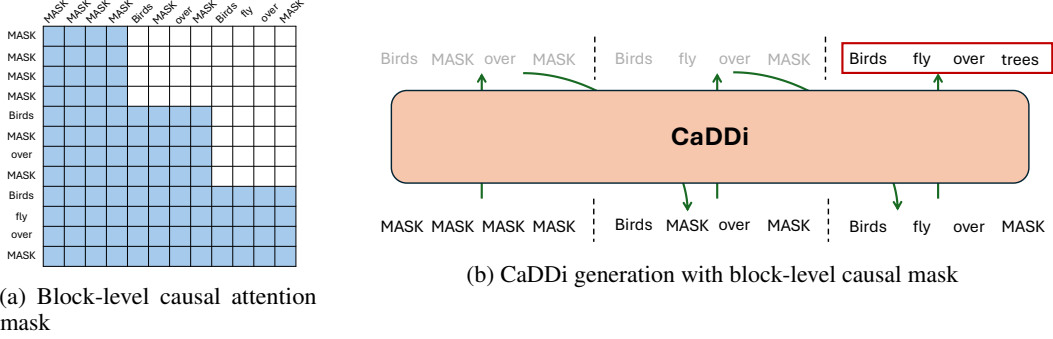 MASK MASK MASK MASK Birds MASK over MASK Birds fly over MASK
MASK
MASK
MASK
MASK
Birds
MASK
over
MASK
Birds
fly
over
MASK
(a) Block-level causal attention
mask
Birds MASK over MASK Birds fly over MASK Birds fly over trees
CaDDi
MASK MASK MASK MASK Birds MASK over MASK Birds fly over MASK
(b) CaDDi generation with block-level causal mask